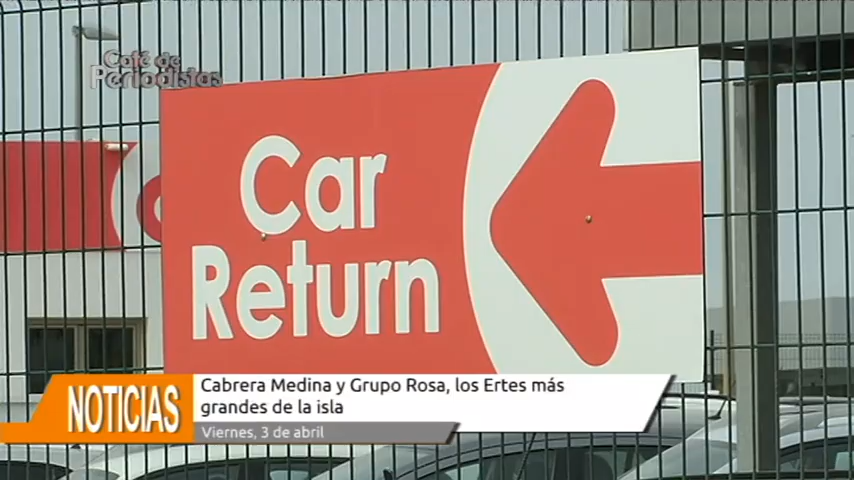 Café de
Periodistas
Car
Return
NOTICIAS
Cabrera Medina y Grupo Rosa, los Ertes más
grandes de la isla
Viernes, 3 de abril